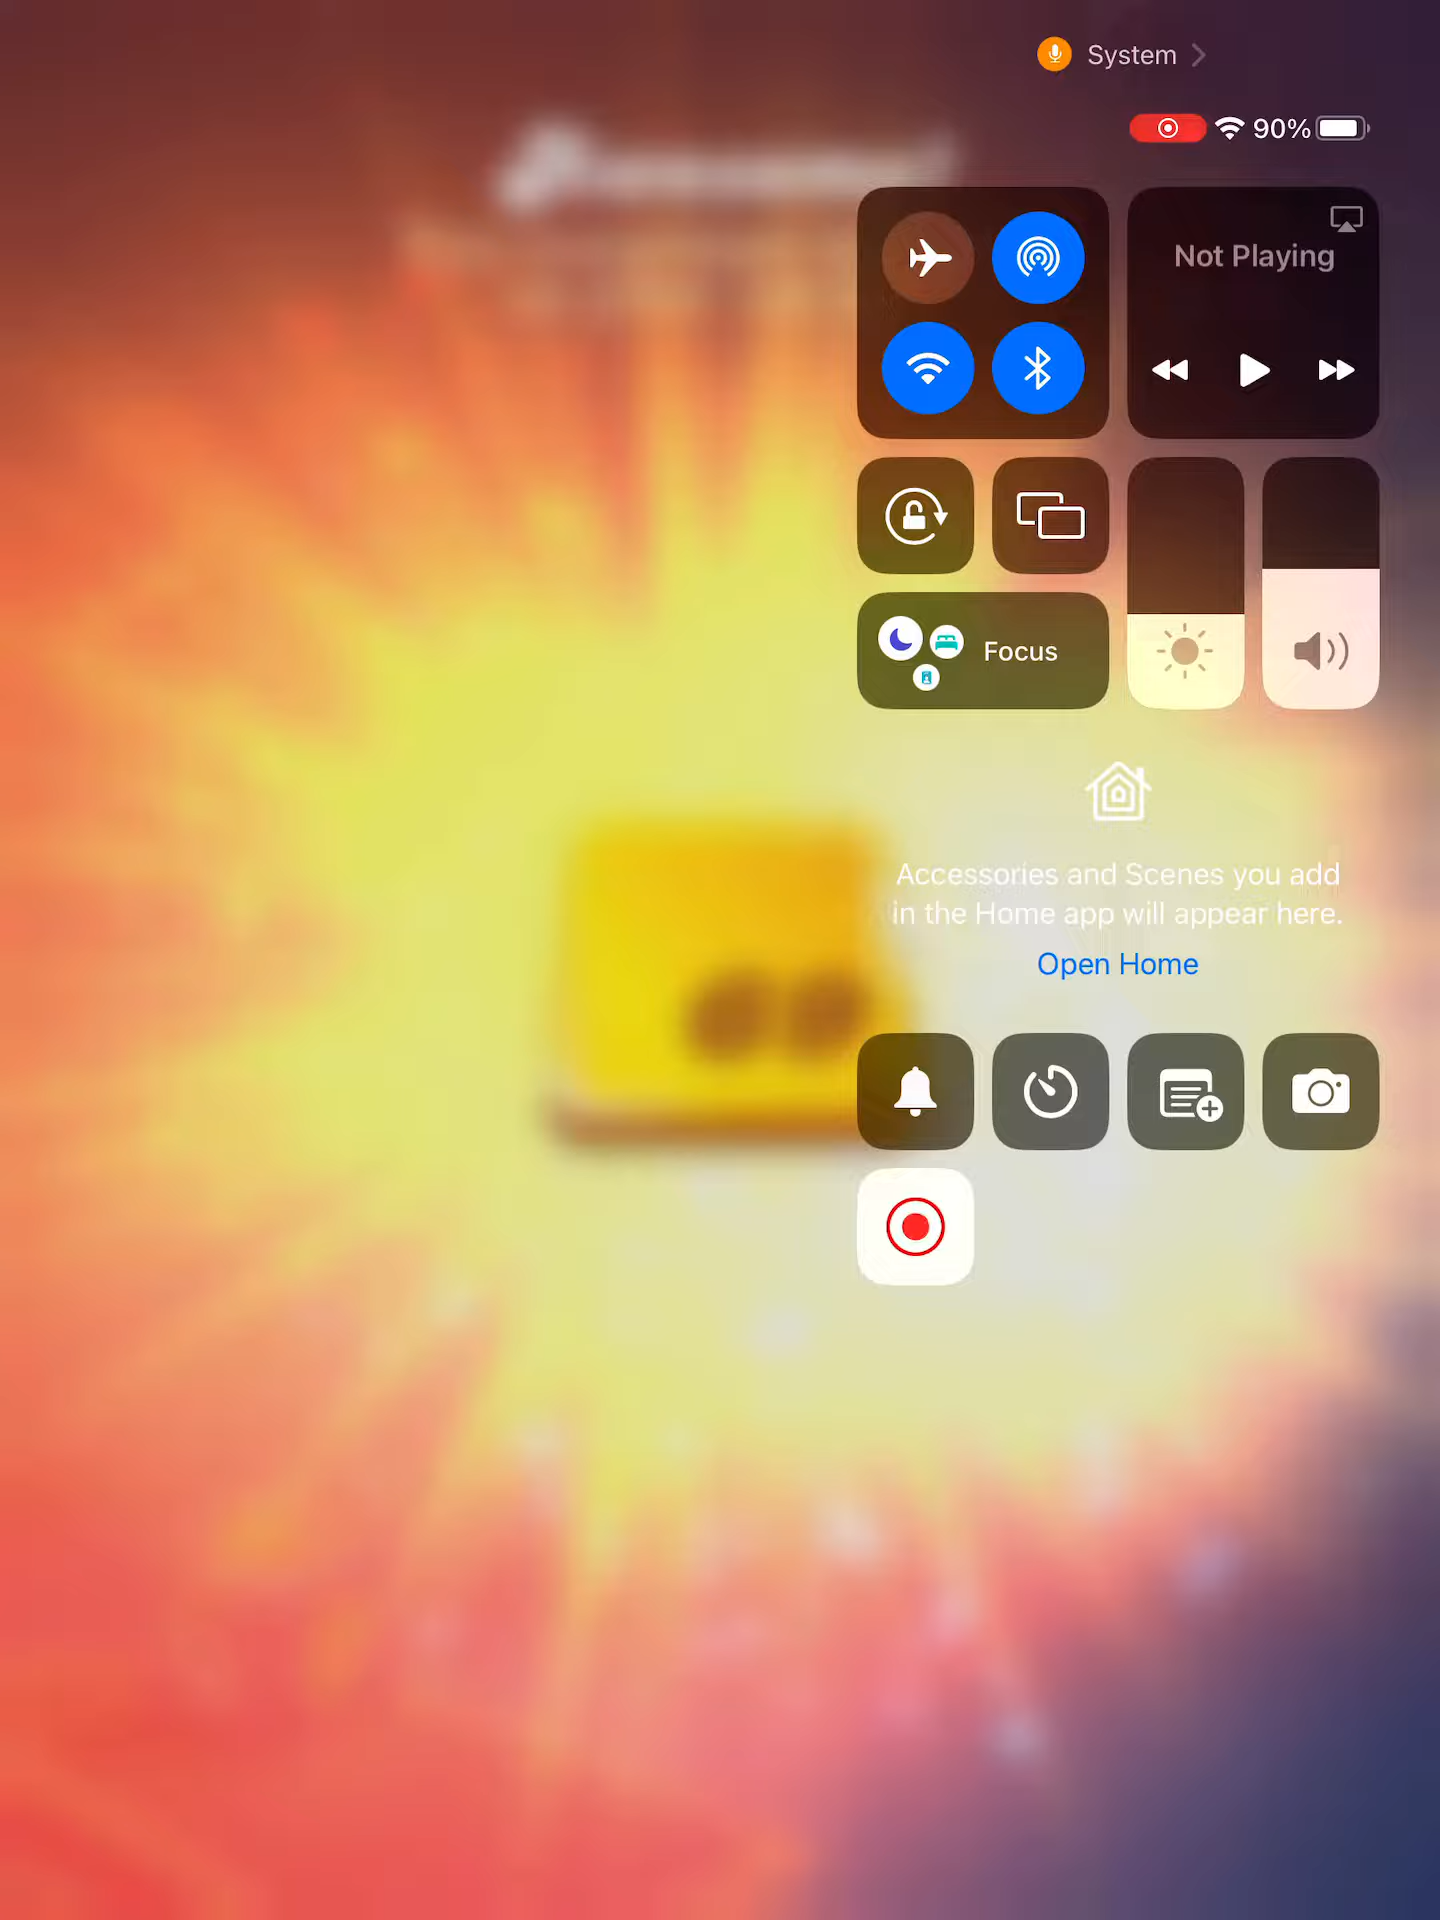 System
90%
Not Playing
Focus
Accessories and Scenes you add
in the Home app will appear here.
Open Home